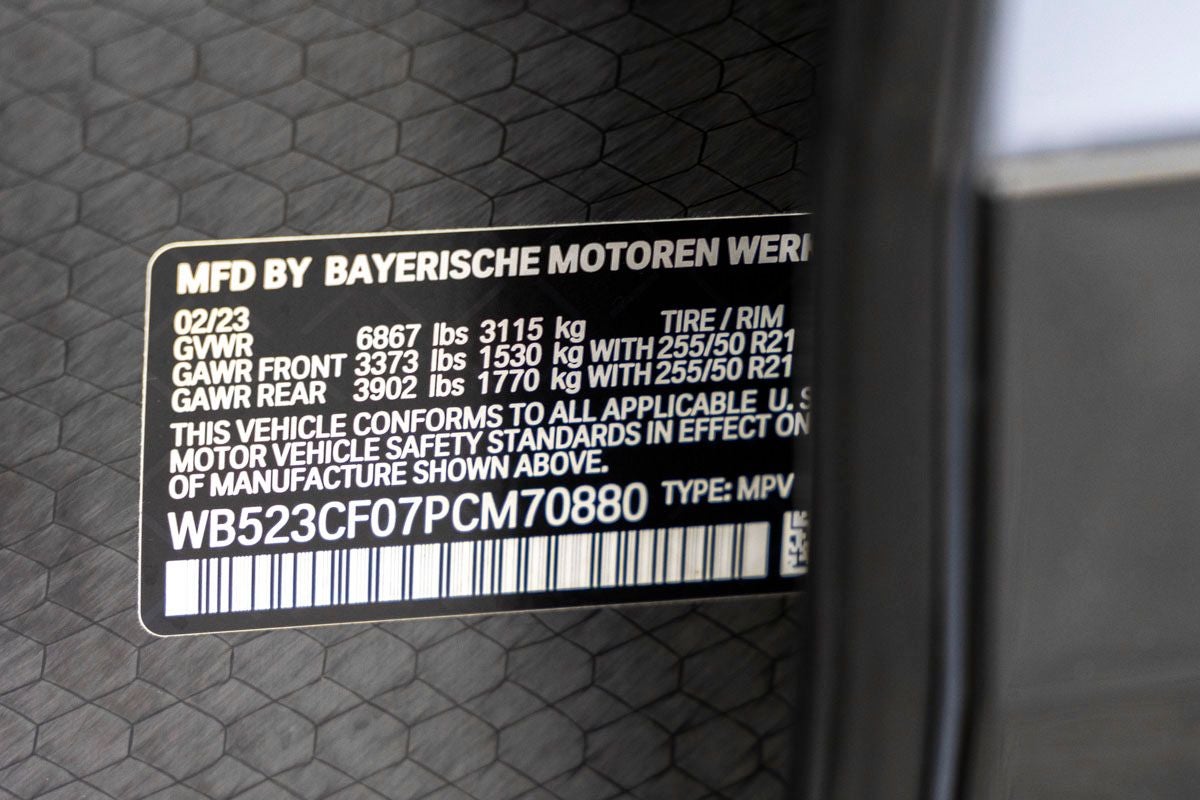 MFD BY BAYERISCHE MOTOREN WER
02/23 TIRE / RIM
GVWR 6867 lbs 3115 kg
GAWR FRONT 3373 lbs 1530 kg WITH 255/50 R21
GAWR REAR 3902 lbs 1770 kg WITH 255/50 R21
THIS VEHICLE CONFORMS TO ALL APPLICABLE U. S
MOTOR VEHICLE SAFETY STANDARDS IN EFFECT ON
OF MANUFACTURE SHOWN ABOVE.
WB523CF07PCM70880 TYPE: MPV